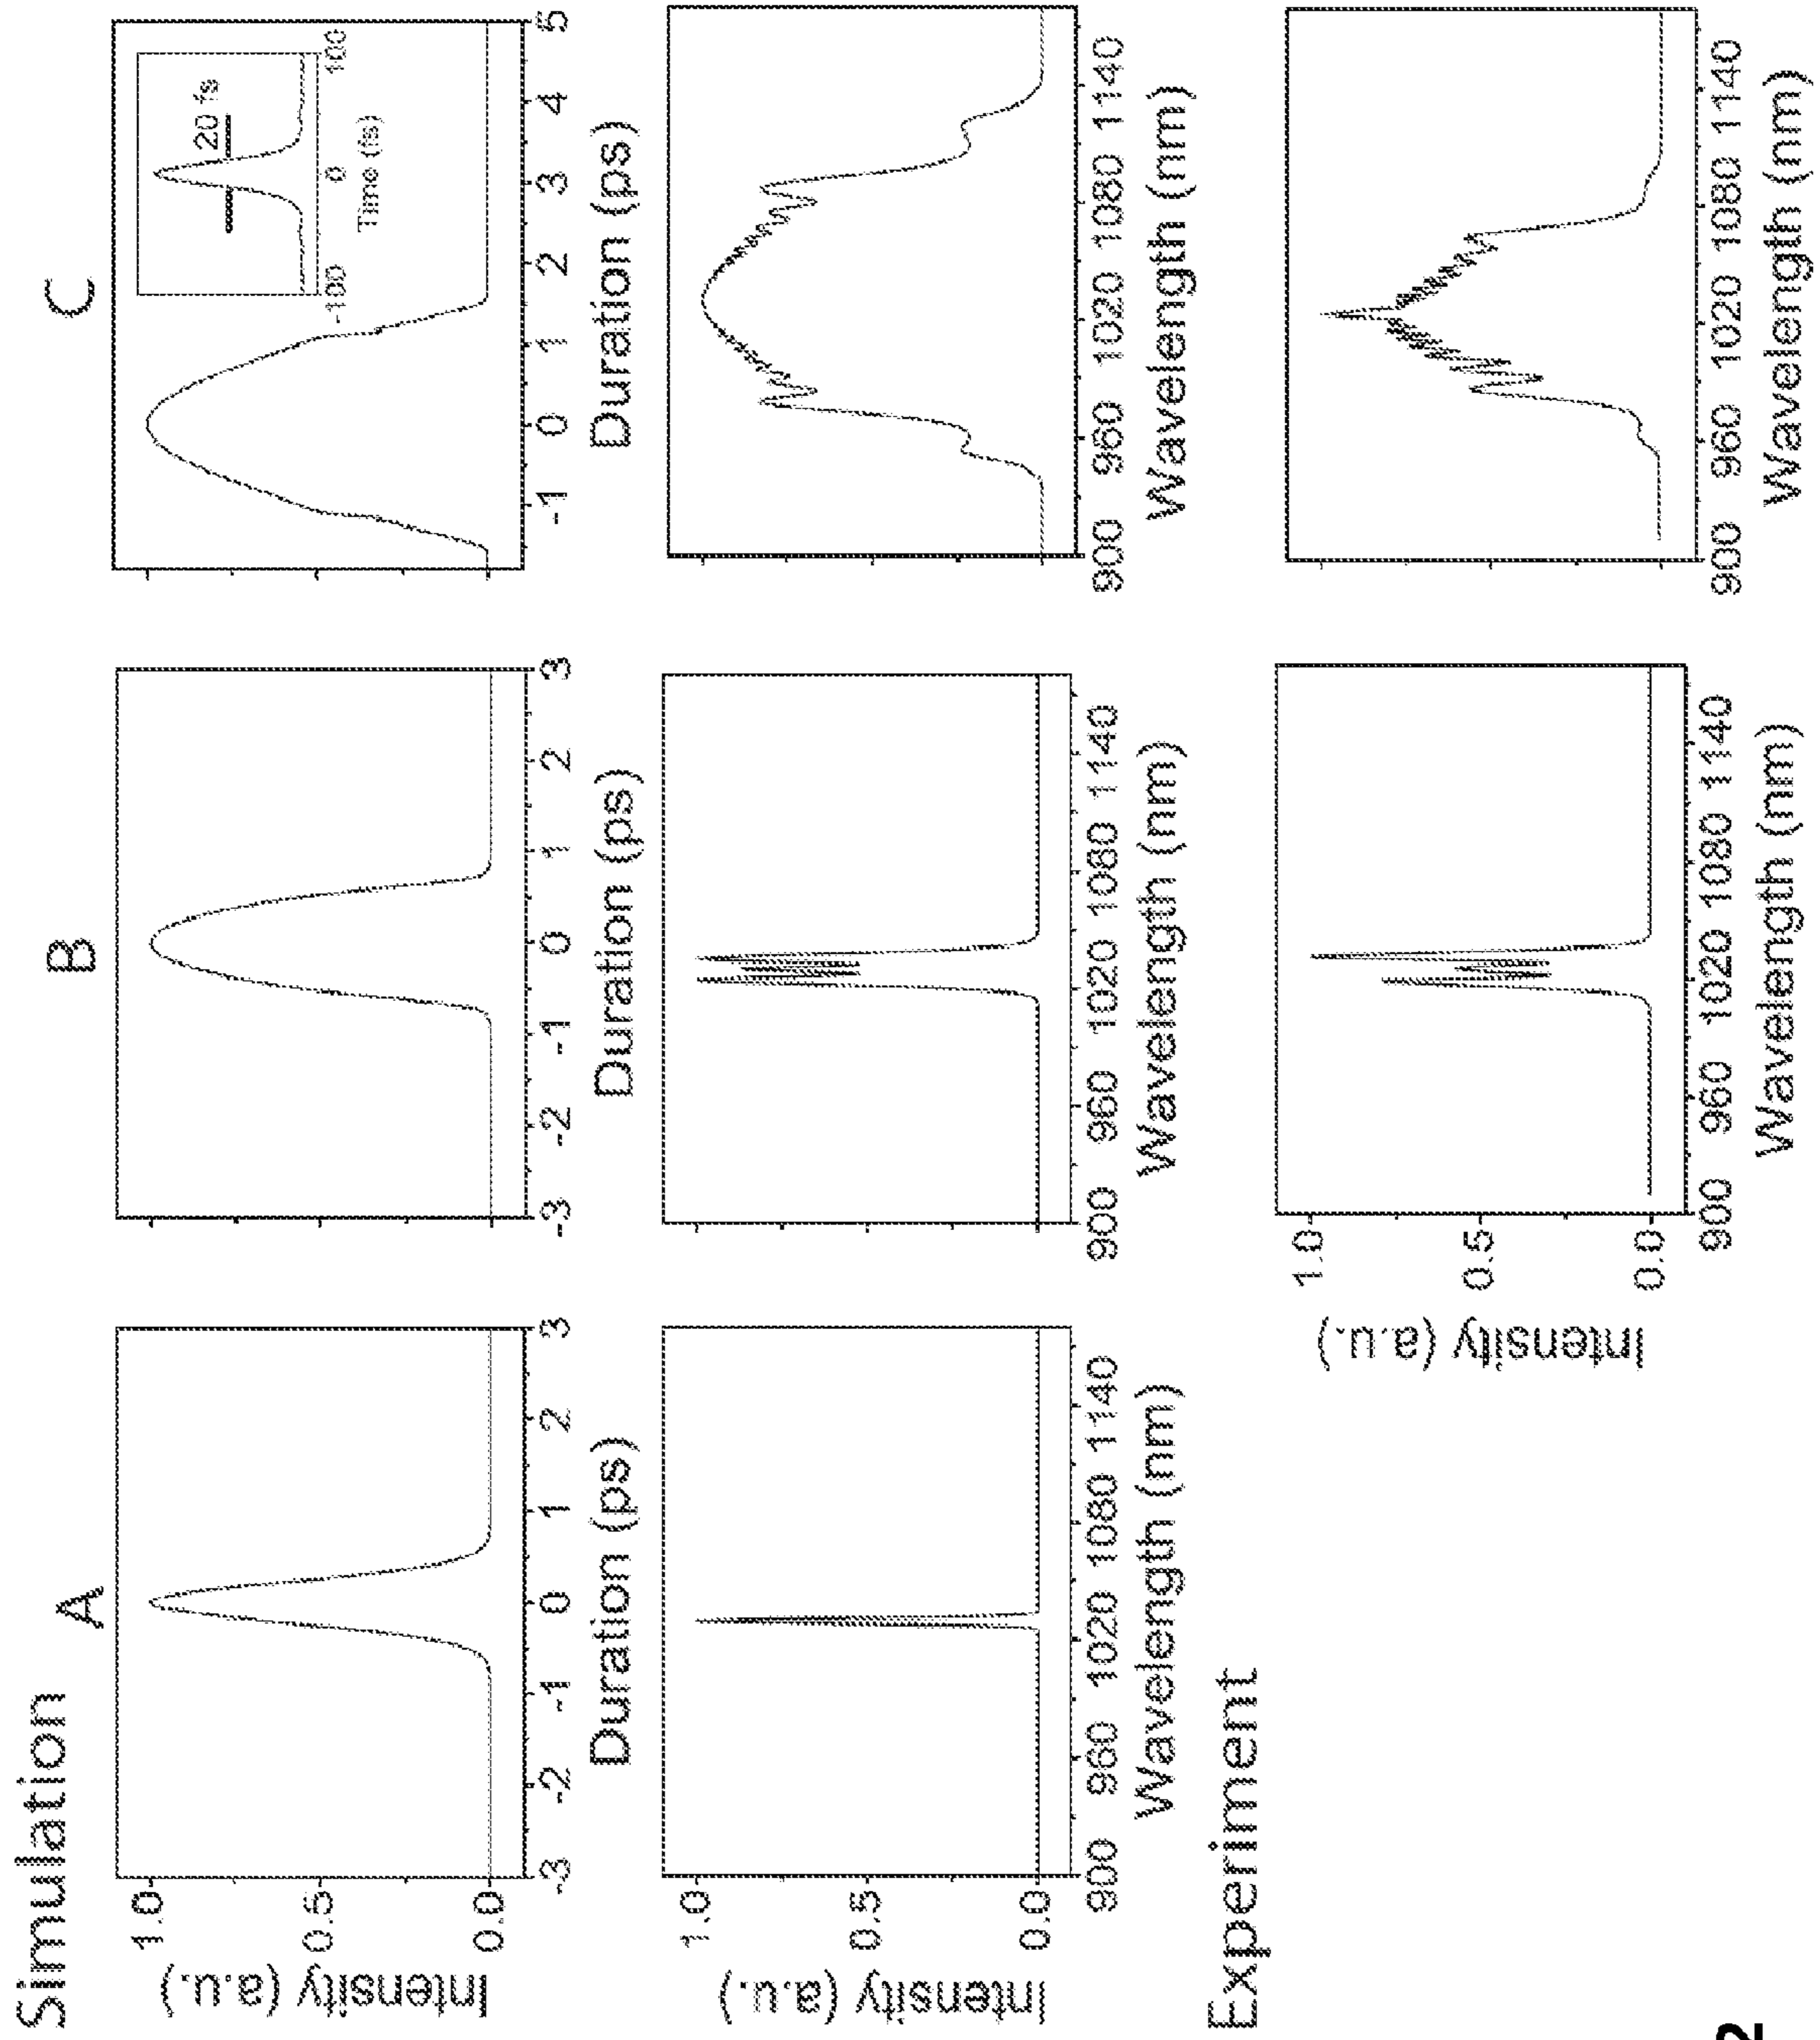 Simulation
A
B
C
Intensity (a.u.)
1.0
0.5
0.0
-3 -2 -1 0 1 2 3
Duration (ps)
-3 -2 -1 0 1 2 3
Duration (ps)
20 fs
-100 0 100
Time (fs)
-1 0 1 2 3 4 5
Duration (ps)
Intensity (a.u.)
1.0
0.5
0.0
900 960 1020 1080 1140
Wavelength (nm)
900 960 1020 1080 1140
Wavelength (nm)
900 960 1020 1080 1140
Wavelength (nm)
Experiment
Intensity (a.u.)
1.0
0.5
0.0
900 960 1020 1080 1140
Wavelength (nm)
900 960 1020 1080 1140
Wavelength (nm)